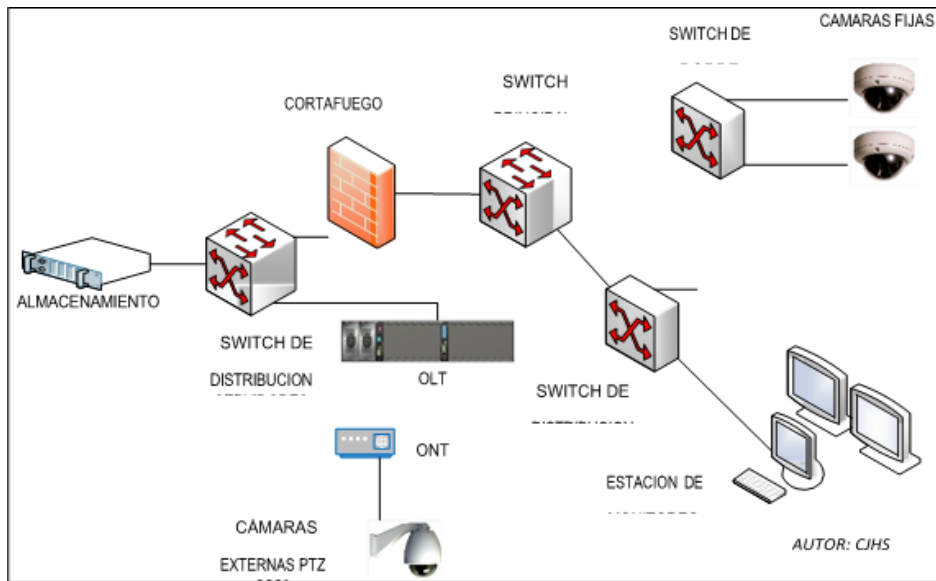 CAMARAS FIJAS
SWITCH DE
SWITCH
CORTAFUEGO
ALMACENAMIENTO
SWITCH DE
DISTRIBUCION
OLT
SWITCH DE
ONT
ESTACION DE
CÁMARAS
EXTERNAS PTZ
AUTOR: CJHS